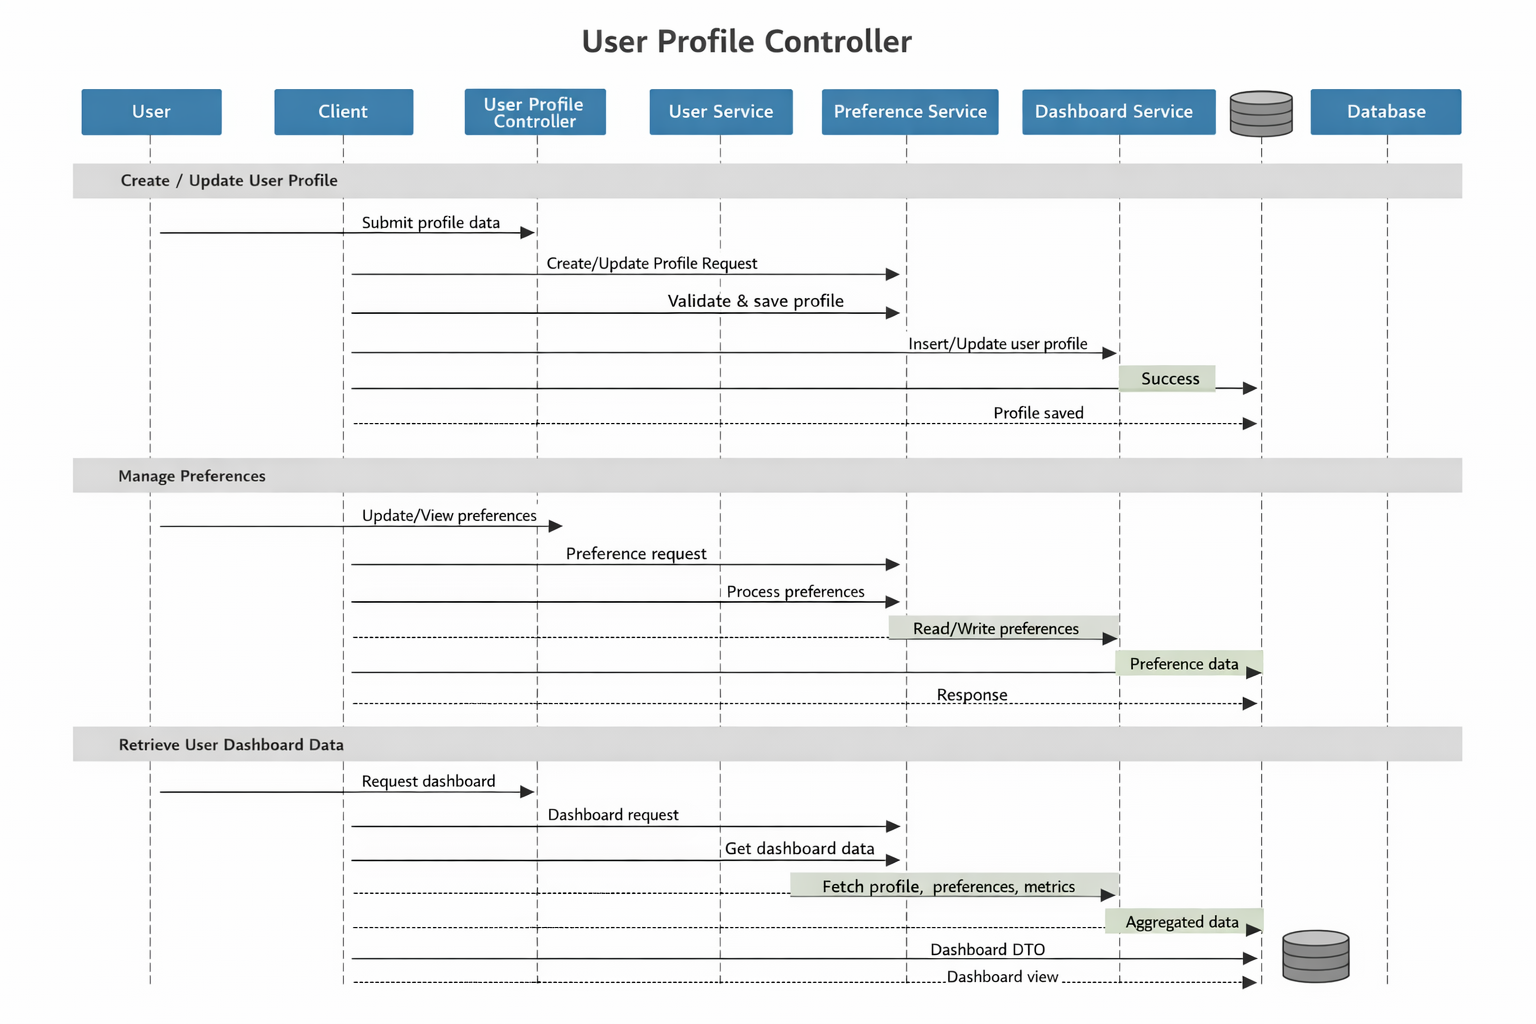 User Profile Controller
User
Client
User Profile
Controller
User Service
Preference Service
Dashboard Service
Database
Create / Update User Profile
Submit profile data
Create/Update Profile Request
Validate & save profile
Insert/Update user profile
Success
Profile saved
Manage Preferences
Update/View preferences
Preference request
Process preferences
Read/Write preferences
Preference data
Response
Retrieve User Dashboard Data
Request dashboard
Dashboard request
Get dashboard data
Fetch profile, preferences, metrics
Aggregated data
Dashboard DTO
Dashboard view